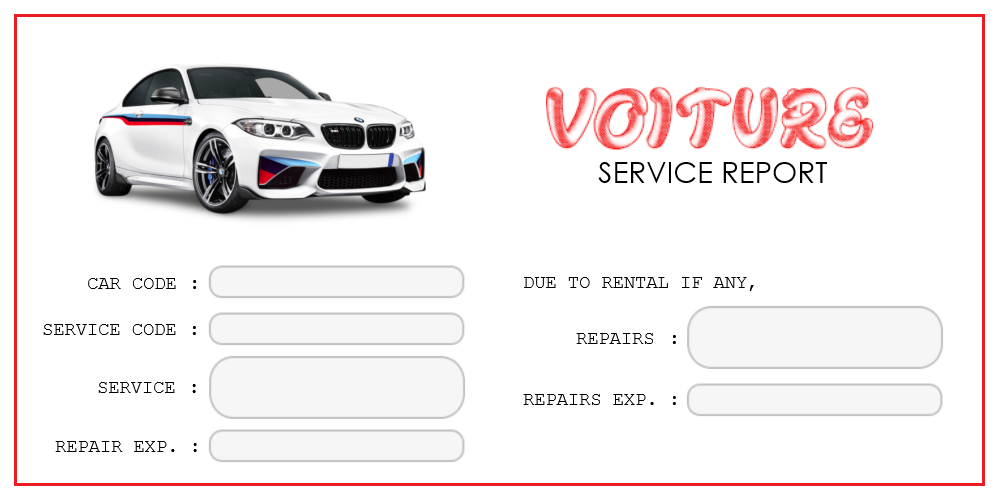 VOITURE
SERVICE REPORT
CAR CODE :
SERVICE CODE :
SERVICE :
REPAIR EXP. :
DUE TO RENTAL IF ANY,
REPAIRS :
REPAIRS EXP. :